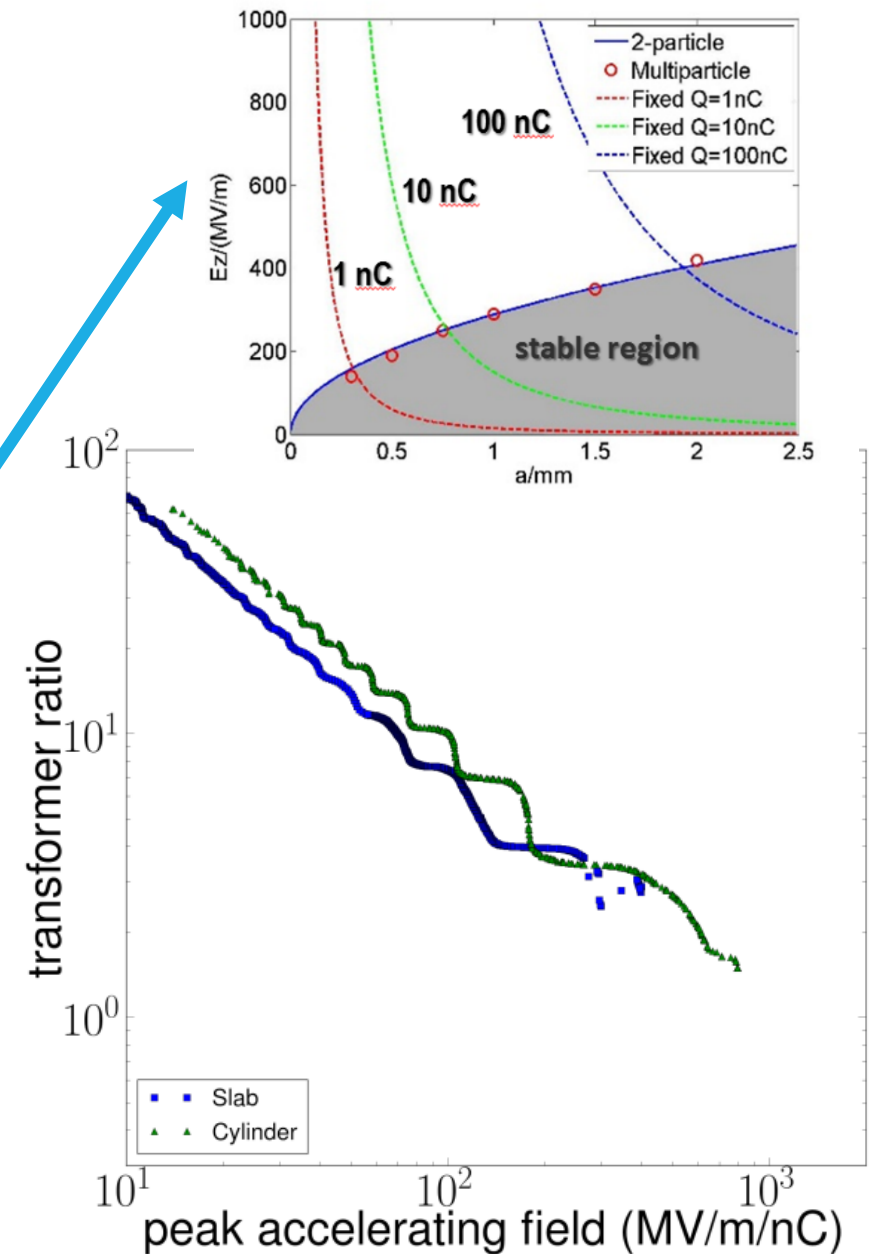 1000
800
600
400
200
0
Ez/(MV/m)
2-particle
Multiparticle
Fixed Q=1nC
Fixed Q=10nC
Fixed Q=100nC
100 nC
10 nC
1 nC
stable region
0 0.5 1 1.5 2 2.5
a/mm
10^2
10^1
10^0
transformer ratio
Slab
Cylinder
10^1 10^2 10^3
peak accelerating field (MV/m/nC)